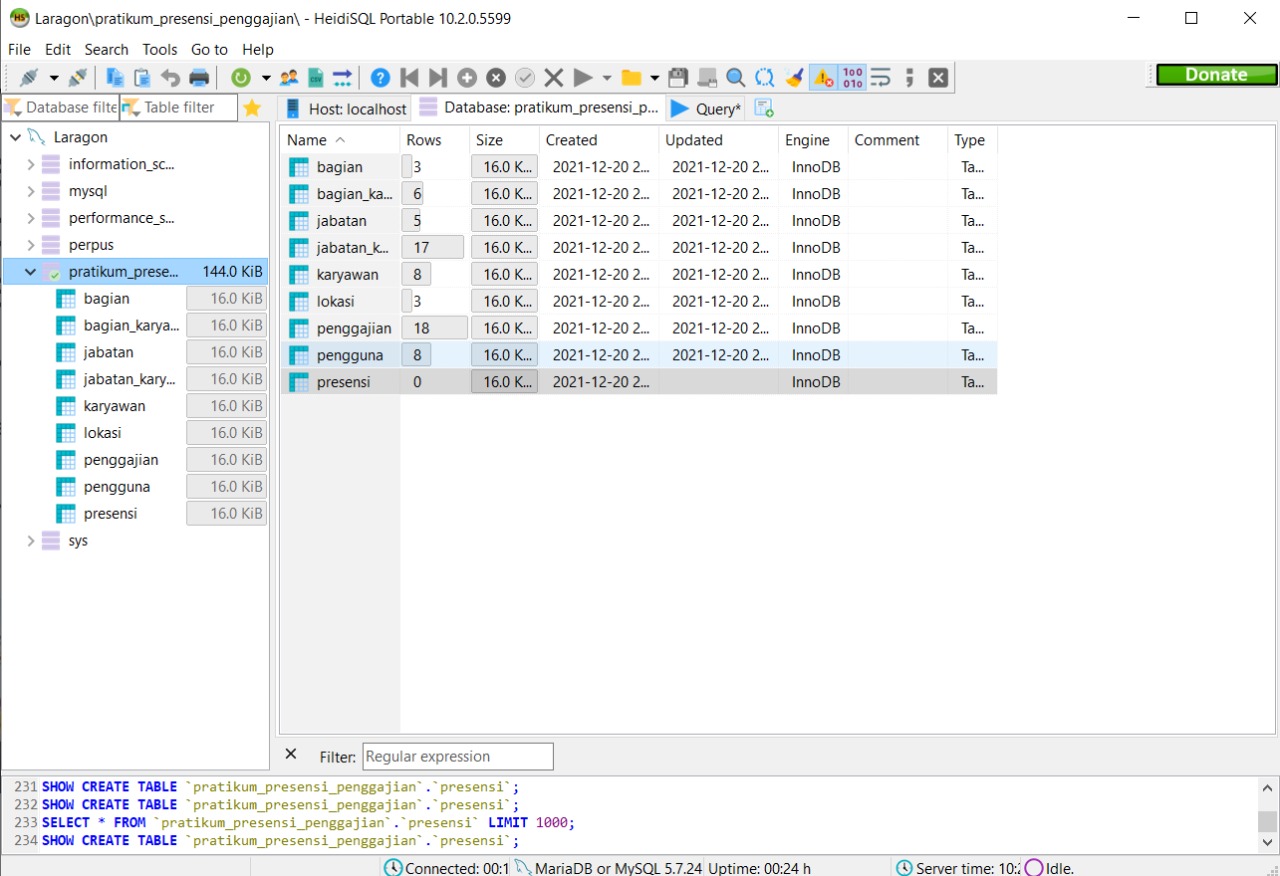 HS Laragon\pratikum_presensi_penggajian\ - HeidiSQL Portable 10.2.0.5599
File Edit Search Tools Go to Help
Donate
Database filte Table filter
Host: localhost Database: pratikum_presensi_p... Query*
Laragon
information_sc...
mysql
performance_s...
perpus
pratikum_prese... 144.0 KiB
bagian 16.0 KiB
bagian_karya... 16.0 KiB
jabatan 16.0 KiB
jabatan_kary... 16.0 KiB
karyawan 16.0 KiB
lokasi 16.0 KiB
penggajian 16.0 KiB
pengguna 16.0 KiB
presensi 16.0 KiB
sys
Name Rows Size Created Updated Engine Comment Type
bagian 3 16.0 K... 2021-12-20 2... 2021-12-20 2... InnoDB Ta...
bagian_ka... 6 16.0 K... 2021-12-20 2... 2021-12-20 2... InnoDB Ta...
jabatan 5 16.0 K... 2021-12-20 2... 2021-12-20 2... InnoDB Ta...
jabatan_k... 17 16.0 K... 2021-12-20 2... 2021-12-20 2... InnoDB Ta...
karyawan 8 16.0 K... 2021-12-20 2... 2021-12-20 2... InnoDB Ta...
lokasi 3 16.0 K... 2021-12-20 2... 2021-12-20 2... InnoDB Ta...
penggajian 18 16.0 K... 2021-12-20 2... 2021-12-20 2... InnoDB Ta...
pengguna 8 16.0 K... 2021-12-20 2... 2021-12-20 2... InnoDB Ta...
presensi 0 16.0 K... 2021-12-20 2... InnoDB Ta...
Filter: Regular expression
231 SHOW CREATE TABLE `pratikum_presensi_penggajian`.`presensi`;
232 SHOW CREATE TABLE `pratikum_presensi_penggajian`.`presensi`;
233 SELECT * FROM `pratikum_presensi_penggajian`.`presensi` LIMIT 1000;
234 SHOW CREATE TABLE `pratikum_presensi_penggajian`.`presensi`;
Connected: 00:1 MariaDB or MySQL 5.7.24 Uptime: 00:24 h Server time: 10:2 Idle.